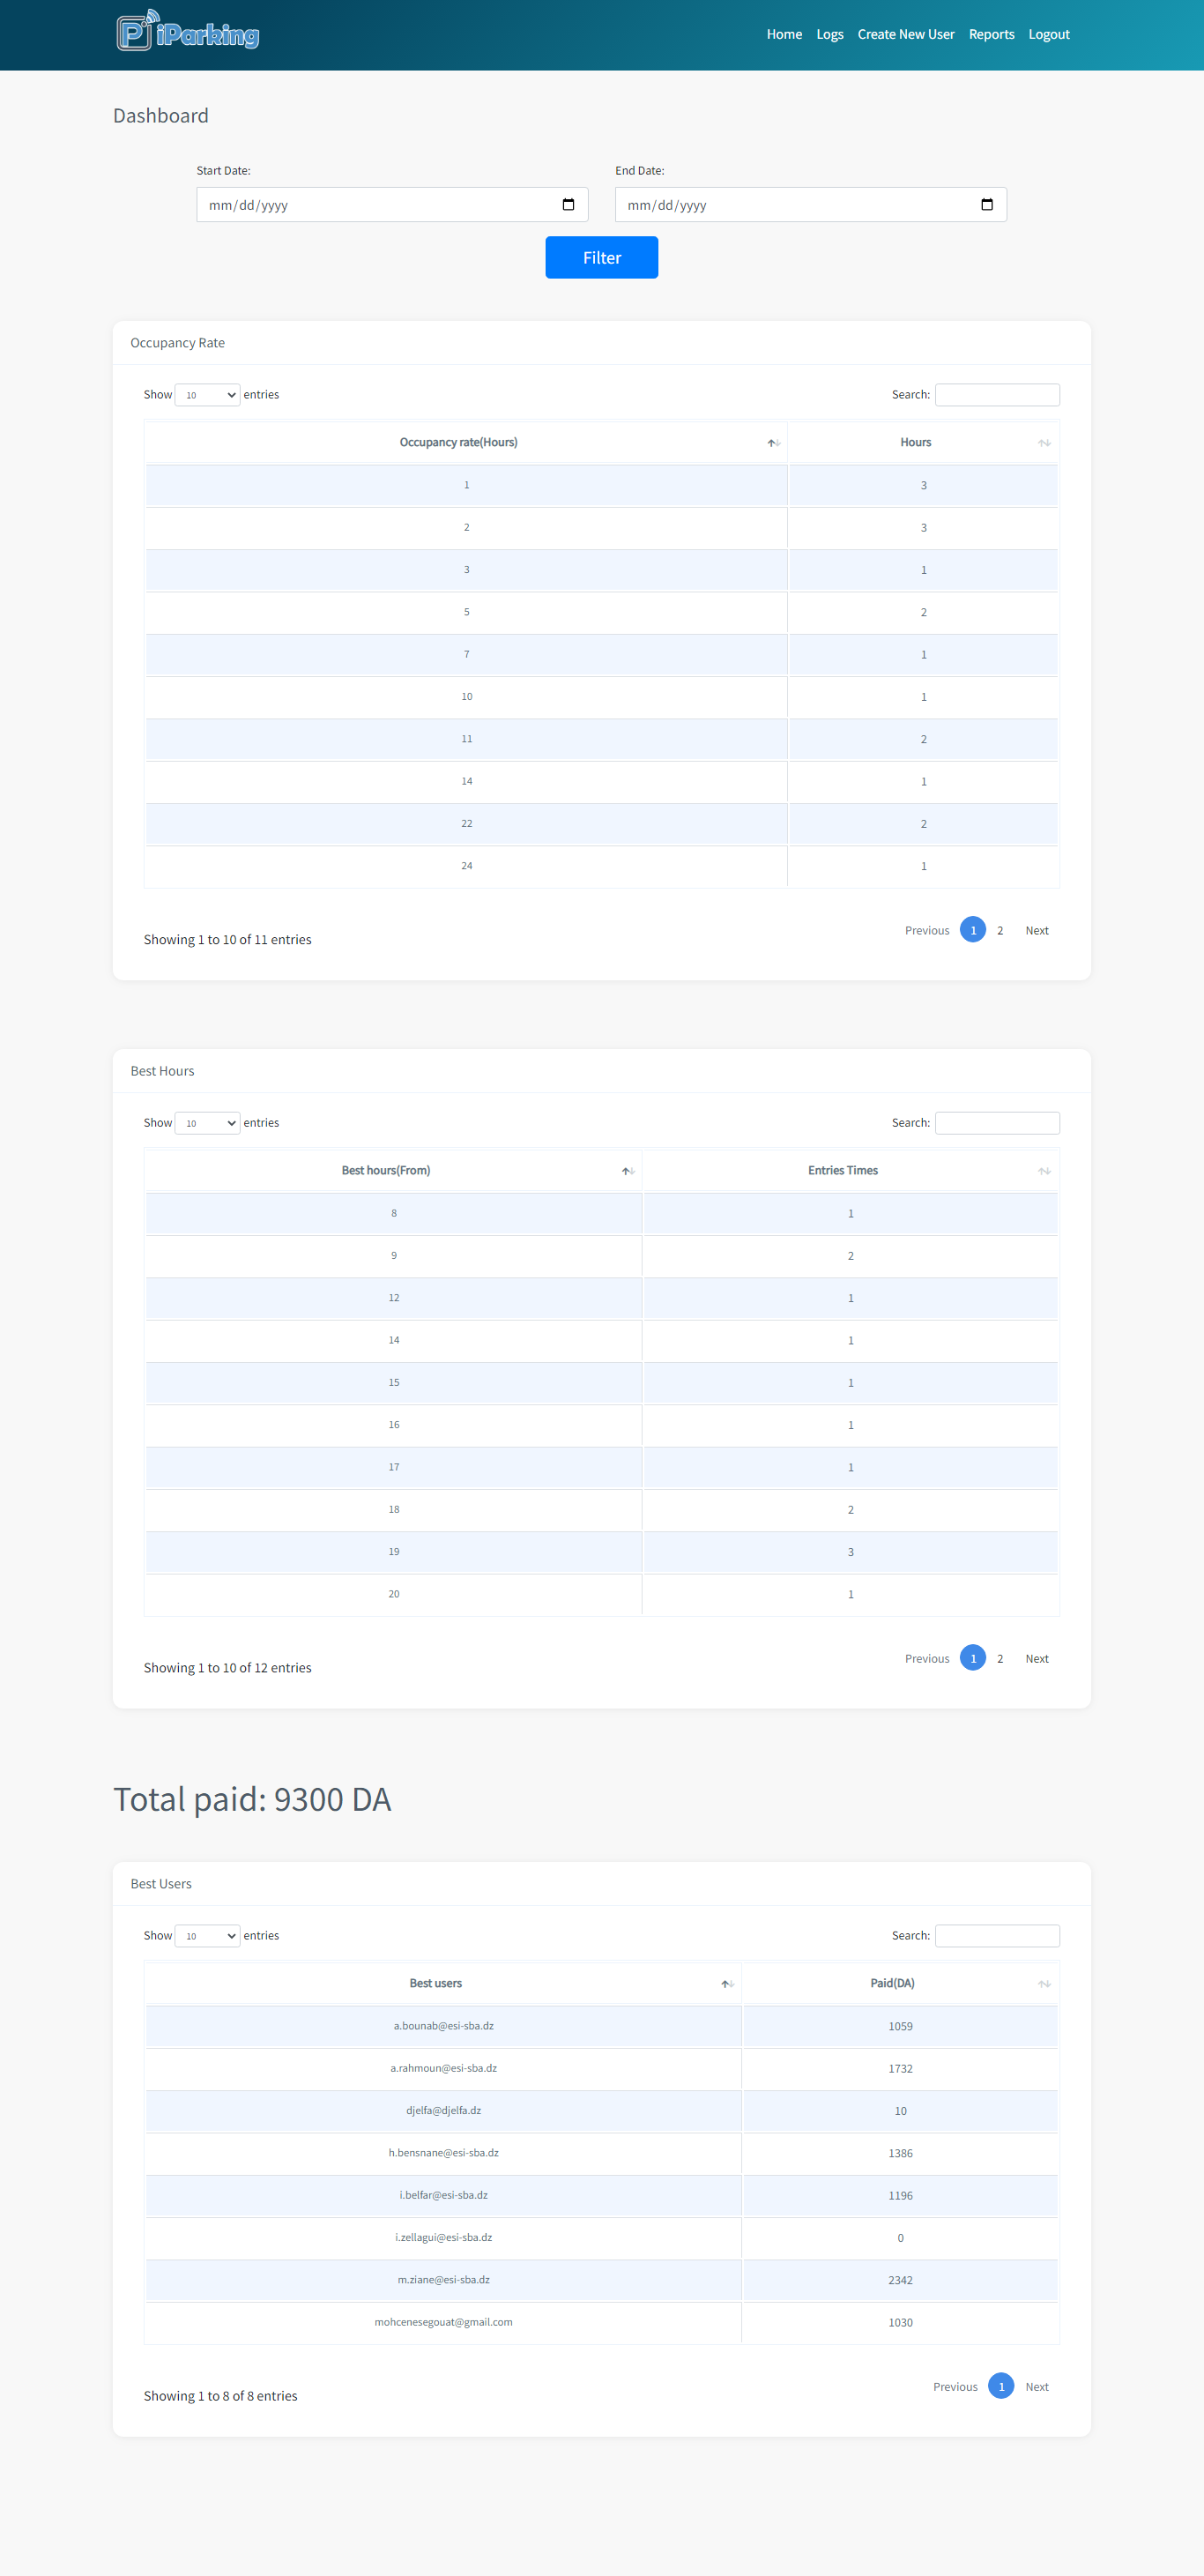 P iParking
Home Logs Create New User Reports Logout
Dashboard
Start Date: End Date:
mm/dd/yyyy mm/dd/yyyy
Filter
Occupancy Rate
Show 10 entries Search:
Occupancy rate(Hours) Hours
1 3
2 3
3 1
5 2
7 1
10 1
11 2
14 1
22 2
24 1
Showing 1 to 10 of 11 entries Previous 1 2 Next
Best Hours
Show 10 entries Search:
Best hours(From) Entries Times
8 1
9 2
12 1
14 1
15 1
16 1
17 1
18 2
19 3
20 1
Showing 1 to 10 of 12 entries Previous 1 2 Next
Total paid: 9300 DA
Best Users
Show 10 entries Search:
Best users Paid(DA)
a.bounab@esi-sba.dz 1059
a.rahmoun@esi-sba.dz 1732
djelfa@djelfa.dz 10
h.bensnane@esi-sba.dz 1386
i.belfar@esi-sba.dz 1196
i.zellagui@esi-sba.dz 0
m.ziane@esi-sba.dz 2342
mohcenesegouat@gmail.com 1030
Showing 1 to 8 of 8 entries Previous 1 Next